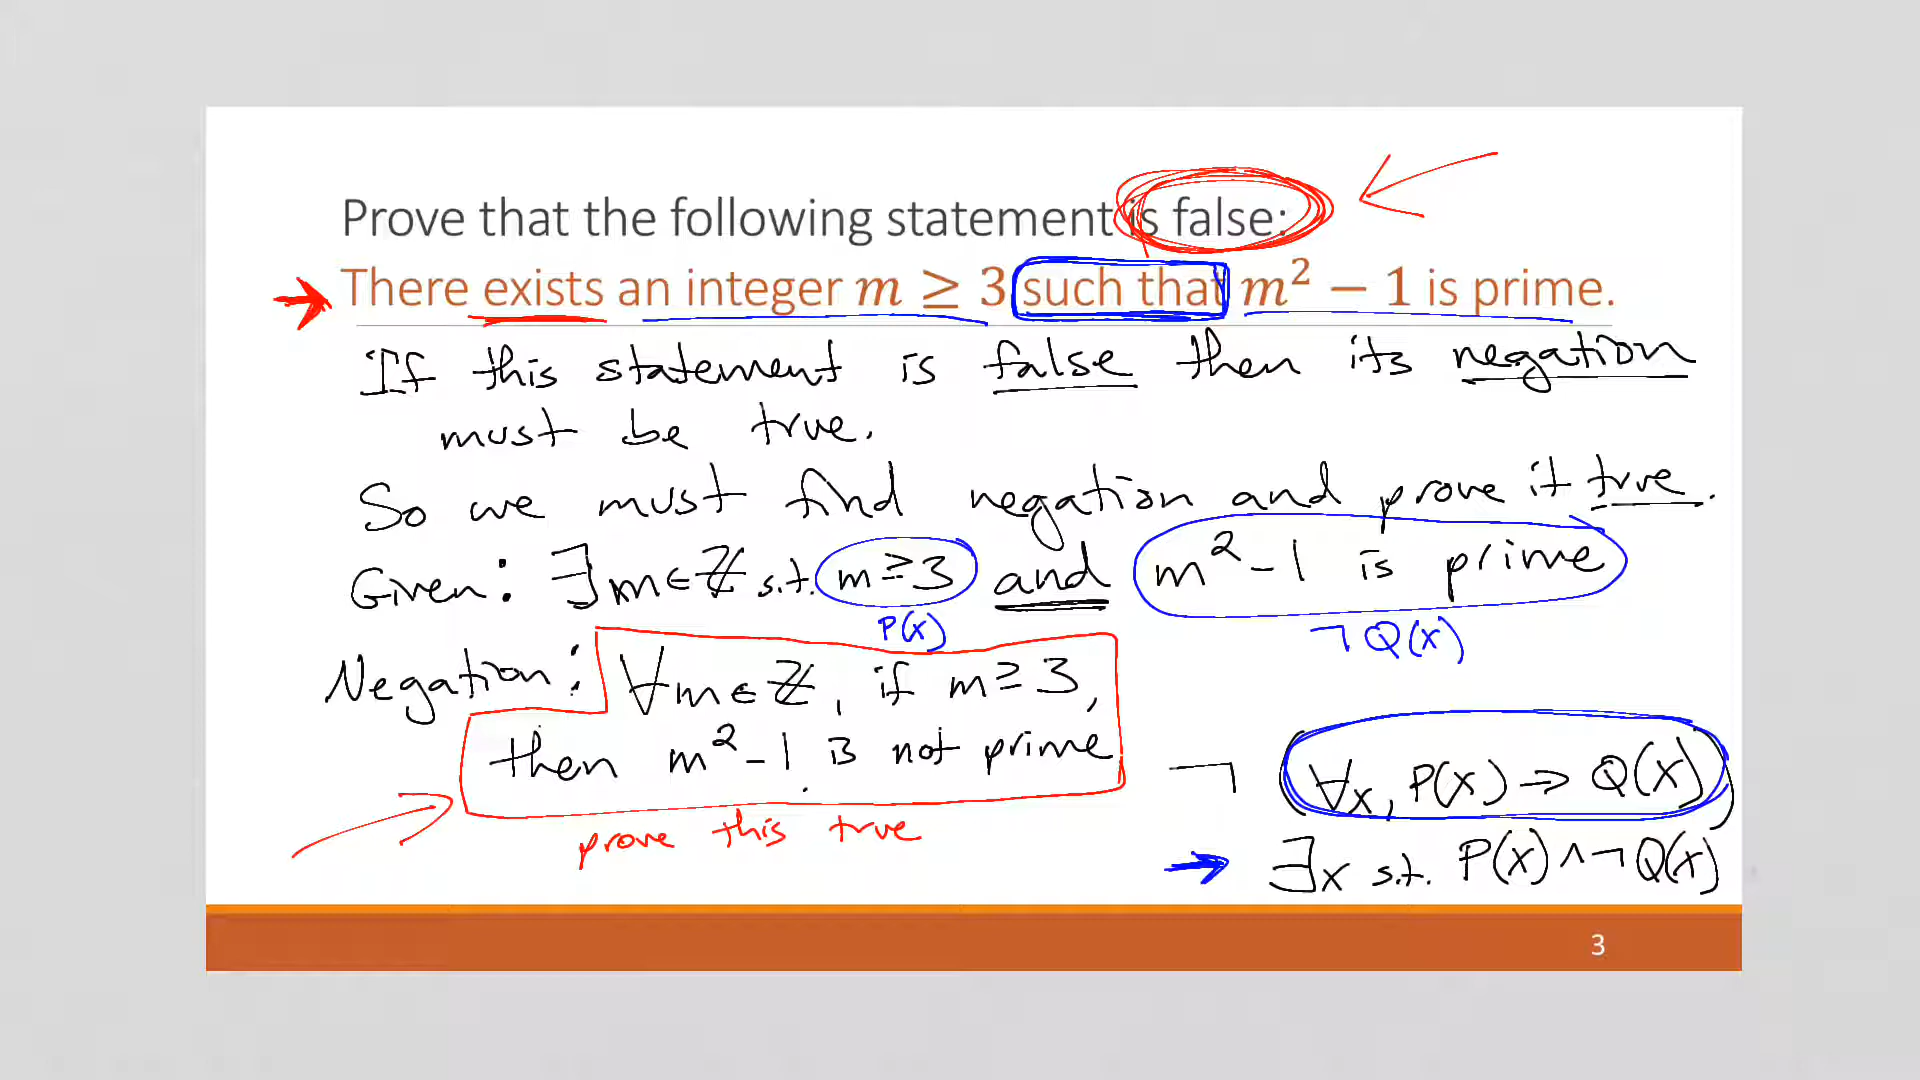 Prove that the following statement is false:
There exists an integer m ≥ 3 such that m² − 1 is prime.
If this statement is false then its negation
must be true.
So we must find negation and prove it true.
Given: ∃m∈ℤ s.t. m≥3 and m²-1 is prime
P(x) ¬Q(x)
Negation: ∀m∈ℤ, if m≥3,
then m²-1 is not prime
prove this true
¬(∀x, P(x) ⇒ Q(x))
∃x s.t. P(x)∧¬Q(x)
3